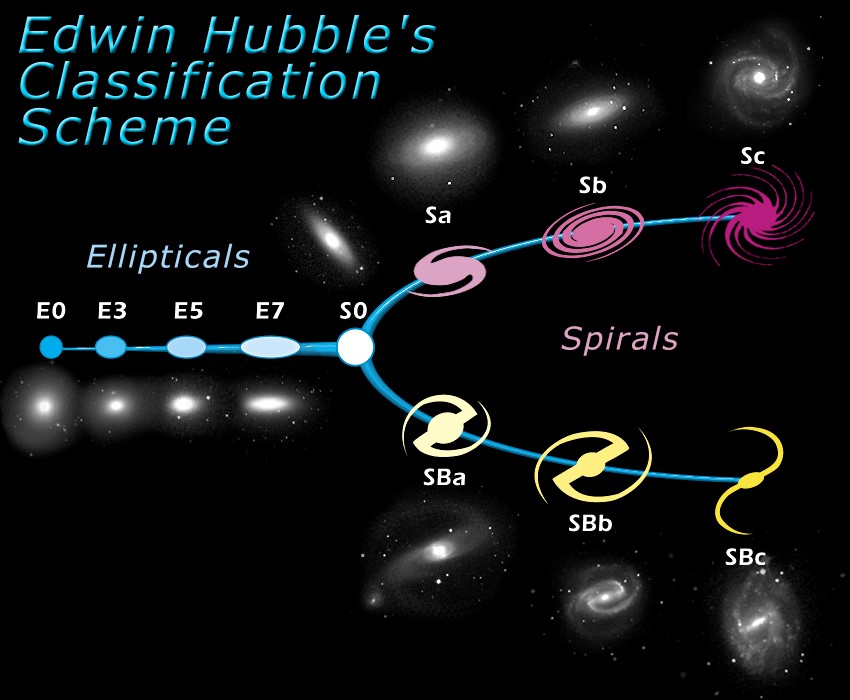 Edwin Hubble's
Classification
Scheme
Ellipticals
E0 E3 E5 E7 S0
Sa
Sb
Sc
Spirals
SBa
SBb
SBc